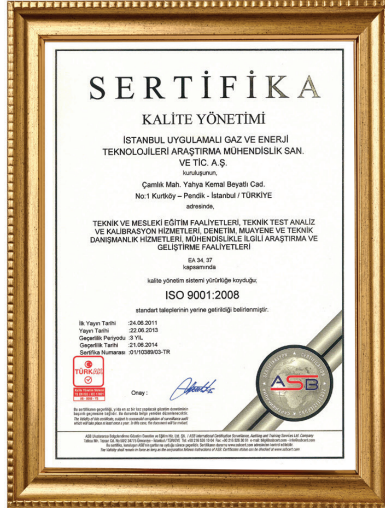 SERTİFİKA
KALİTE YÖNETİMİ
İSTANBUL UYGULAMALI GAZ VE ENERJİ
TEKNOLOJİLERİ ARAŞTIRMA MÜHENDİSLİK SAN.
VE TİC. A.Ş.
kuruluşunun,
Çamlık Mah. Yahya Kemal Beyatlı Cad.
No:1 Kurtköy – Pendik - İstanbul / TÜRKİYE
adresinde,
TEKNİK VE MESLEKİ EĞİTİM FAALİYETLERİ, TEKNİK TEST ANALİZ
VE KALİBRASYON HİZMETLERİ, DENETİM, MUAYENE VE TEKNİK
DANIŞMANLIK HİZMETLERİ, MÜHENDİSLİKLE İLGİLİ ARAŞTIRMA VE
GELİŞTİRME FAALİYETLERİ
EA 34, 37
kapsamında
kalite yönetim sistemi yürürlüğe koyduğu;
ISO 9001:2008
standart taleplerinin yerine getirildiği belirlenmiştir.
İlk Yayın Tarihi :24.06.2011
Yayın Tarihi :22.06.2013
Geçerlilik Periyodu :3 YIL
Geçerlilik Tarihi :21.06.2014
Sertifika Numarası :01/10389/03-TR
TÜRKAK
Onay :
ASB